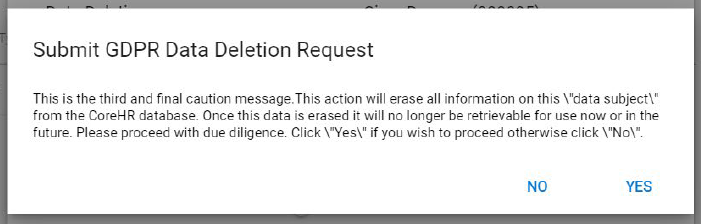 Submit GDPR Data Deletion Request
This is the third and final caution message.This action will erase all information on this \"data subject\"
from the CoreHR database. Once this data is erased it will no longer be retrievable for use now or in the
future. Please proceed with due diligence. Click \"Yes\" if you wish to proceed otherwise click \"No\".
NO YES